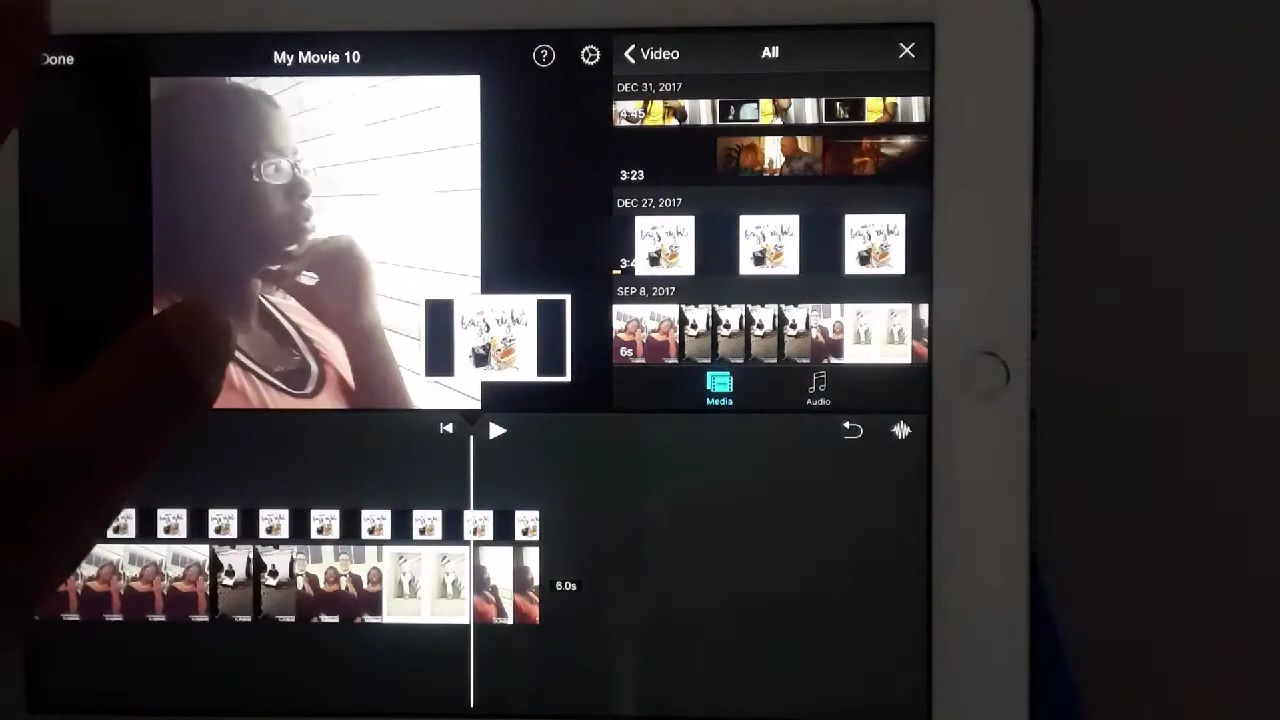 Done
My Movie 10
?
Video
All
DEC 31, 2017
4:45
3:23
DEC 27, 2017
SEP 8, 2017
6s
Media
Audio
6.0s